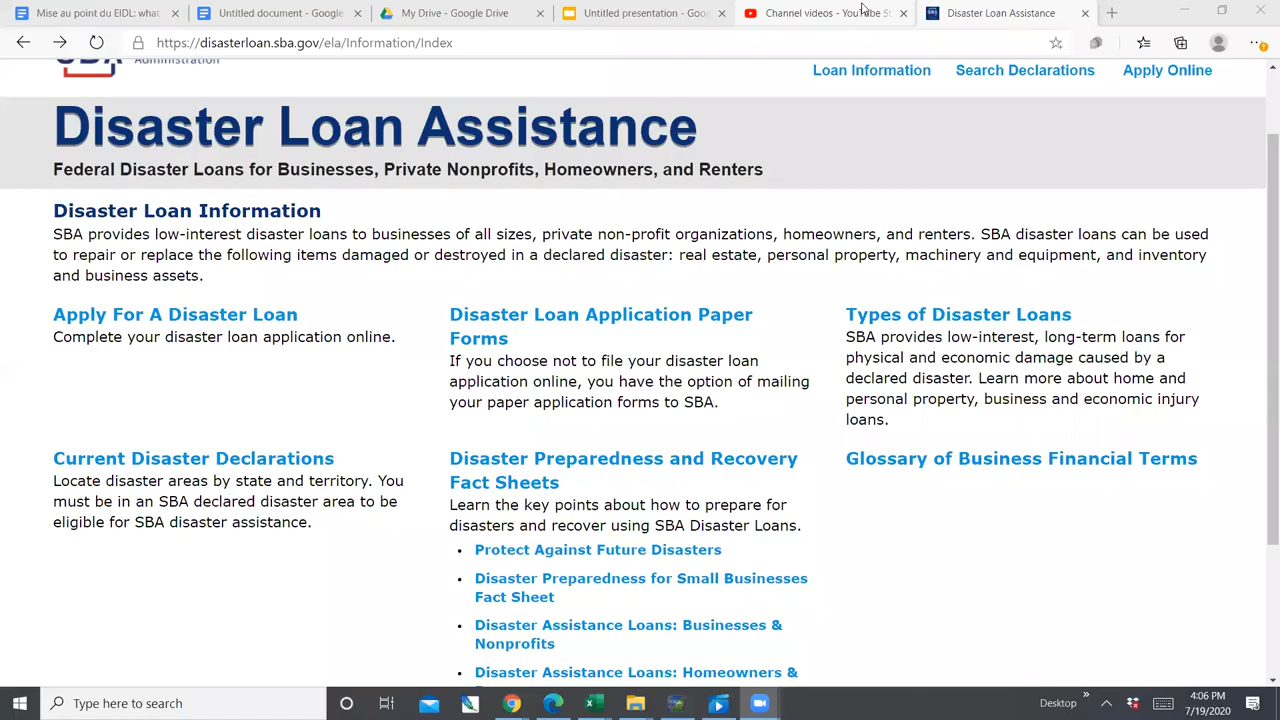 Mise au point du EIDL: what
Untitled document - Google
My Drive - Google Drive
Untitled presentation - Goog
Channel videos - YouTube St
Disaster Loan Assistance
https://disasterloan.sba.gov/ela/Information/Index
Administration
Loan Information
Search Declarations
Apply Online
Disaster Loan Assistance
Federal Disaster Loans for Businesses, Private Nonprofits, Homeowners, and Renters
Disaster Loan Information
SBA provides low-interest disaster loans to businesses of all sizes, private non-profit organizations, homeowners, and renters. SBA disaster loans can be used
to repair or replace the following items damaged or destroyed in a declared disaster: real estate, personal property, machinery and equipment, and inventory
and business assets.
Apply For A Disaster Loan
Complete your disaster loan application online.
Disaster Loan Application Paper
Forms
If you choose not to file your disaster loan
application online, you have the option of mailing
your paper application forms to SBA.
Types of Disaster Loans
SBA provides low-interest, long-term loans for
physical and economic damage caused by a
declared disaster. Learn more about home and
personal property, business and economic injury
loans.
Current Disaster Declarations
Locate disaster areas by state and territory. You
must be in an SBA declared disaster area to be
eligible for SBA disaster assistance.
Disaster Preparedness and Recovery
Fact Sheets
Learn the key points about how to prepare for
disasters and recover using SBA Disaster Loans.
• Protect Against Future Disasters
• Disaster Preparedness for Small Businesses
Fact Sheet
• Disaster Assistance Loans: Businesses &
Nonprofits
• Disaster Assistance Loans: Homeowners &
Glossary of Business Financial Terms
Type here to search
Desktop
4:06 PM
7/19/2020